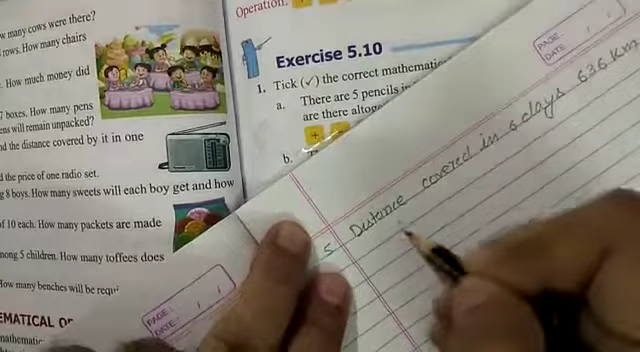 w many cows were there?
rows. How many chairs
. How much money did
7 boxes. How many pens
ens will remain unpacked?
nd the distance covered by it in one
d the price of one radio set.
g 8 boys. How many sweets will each boy get and how
of 10 each. How many packets are made
mong 5 children. How many toffees does
How many benches will be requi
EMATICAL OP
mathematic
Operation.
Exercise 5.10
1. Tick (✓) the correct mathematic
a. There are 5 pencils in
are there altog
+
b.
PAGE :
DATE :
5 Distance covered in 6 days 636 Km
PAGE :
DATE :